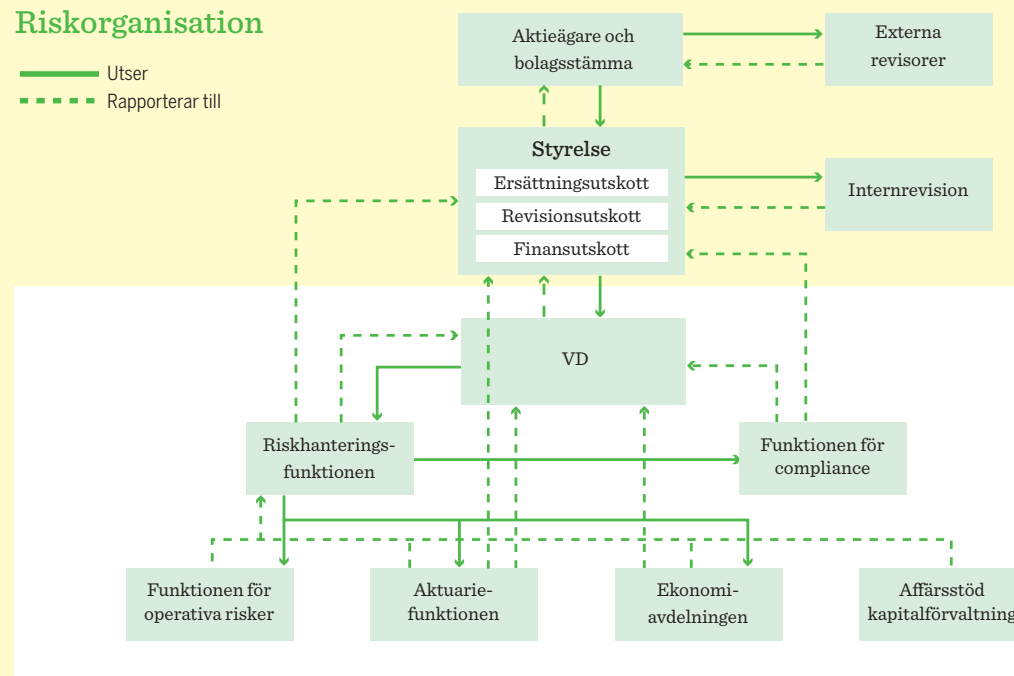 Riskorganisation
Utser
Rapporterar till
Aktieägare och
bolagsstämma
Externa
revisorer
Styrelse
Ersättningsutskott
Revisionsutskott
Finansutskott
Internrevision
VD
Riskhanterings-
funktionen
Funktionen för
compliance
Funktionen för
operativa risker
Aktuarie-
funktionen
Ekonomi-
avdelningen
Affärsstöd
kapitalförvaltning